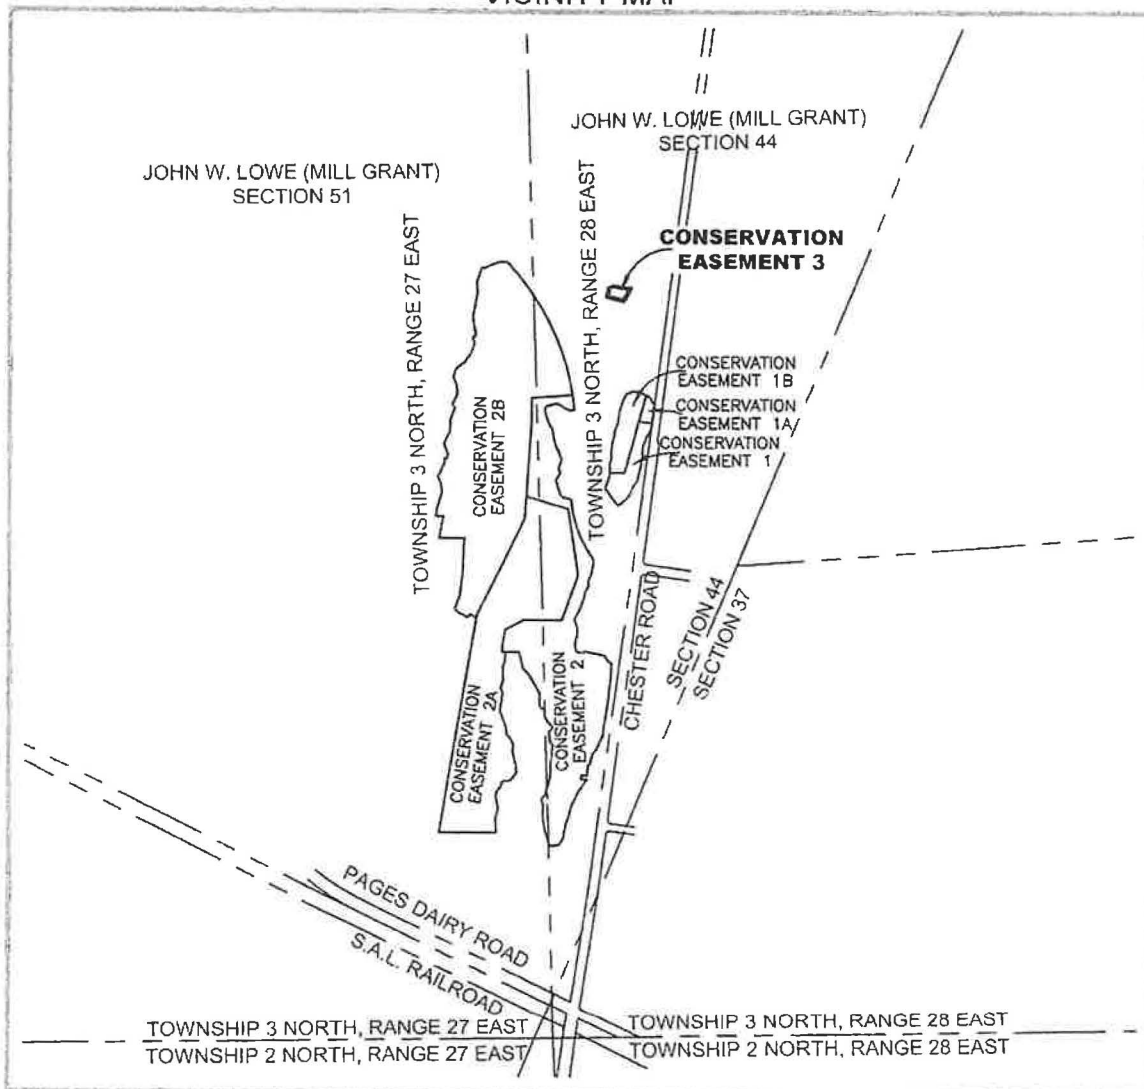 VICINITY MAP
JOHN W. LOWE (MILL GRANT)
SECTION 44
JOHN W. LOWE (MILL GRANT)
SECTION 51
TOWNSHIP 3 NORTH, RANGE 27 EAST
TOWNSHIP 3 NORTH, RANGE 28 EAST
CONSERVATION
EASEMENT 3
CONSERVATION
EASEMENT 1B
CONSERVATION
EASEMENT 1A
CONSERVATION
EASEMENT 1
CONSERVATION
EASEMENT 2B
CHESTER ROAD
SECTION 44
SECTION 37
CONSERVATION
EASEMENT 2
CONSERVATION
EASEMENT 2A
PAGES DAIRY ROAD
S.A.L. RAILROAD
TOWNSHIP 3 NORTH, RANGE 27 EAST
TOWNSHIP 2 NORTH, RANGE 27 EAST
TOWNSHIP 3 NORTH, RANGE 28 EAST
TOWNSHIP 2 NORTH, RANGE 28 EAST